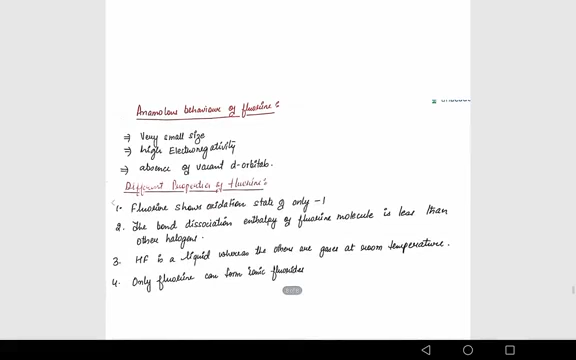 Anamolous behaviour of fluorine :
⇒ Very small size
⇒ high Electronegativity
⇒ absence of vacant d-orbitals.
Different Properties of fluorine :
1. Fluorine shows oxidation state of only -1
2. The bond dissociation enthalpy of fluorine molecule is less than
other halogens.
3. HF is a liquid whereas the others are gases at room temperature.
4. Only fluorine can form ionic fluorides